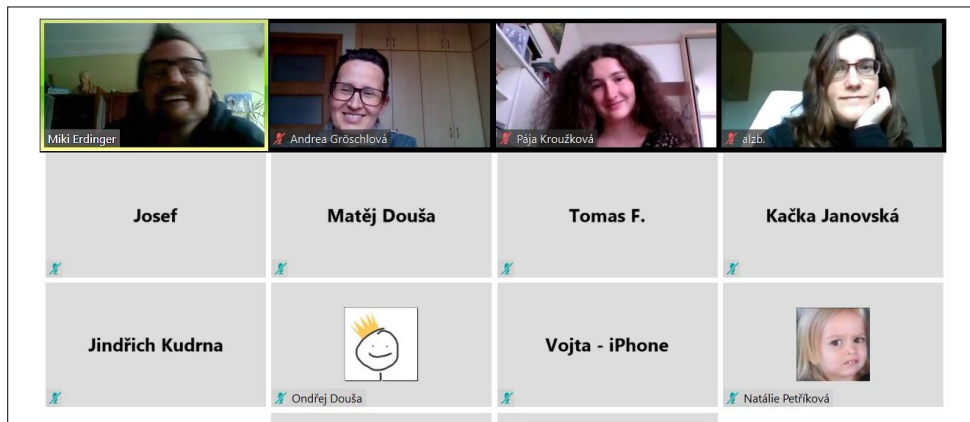 Miki Erdinger
Andrea Gröschlová
Pája Kroužková
alzb.
Josef
Matěj Douša
Tomas F.
Kačka Janovská
Jindřich Kudrna
Ondřej Douša
Vojta - iPhone
Natálie Petříková